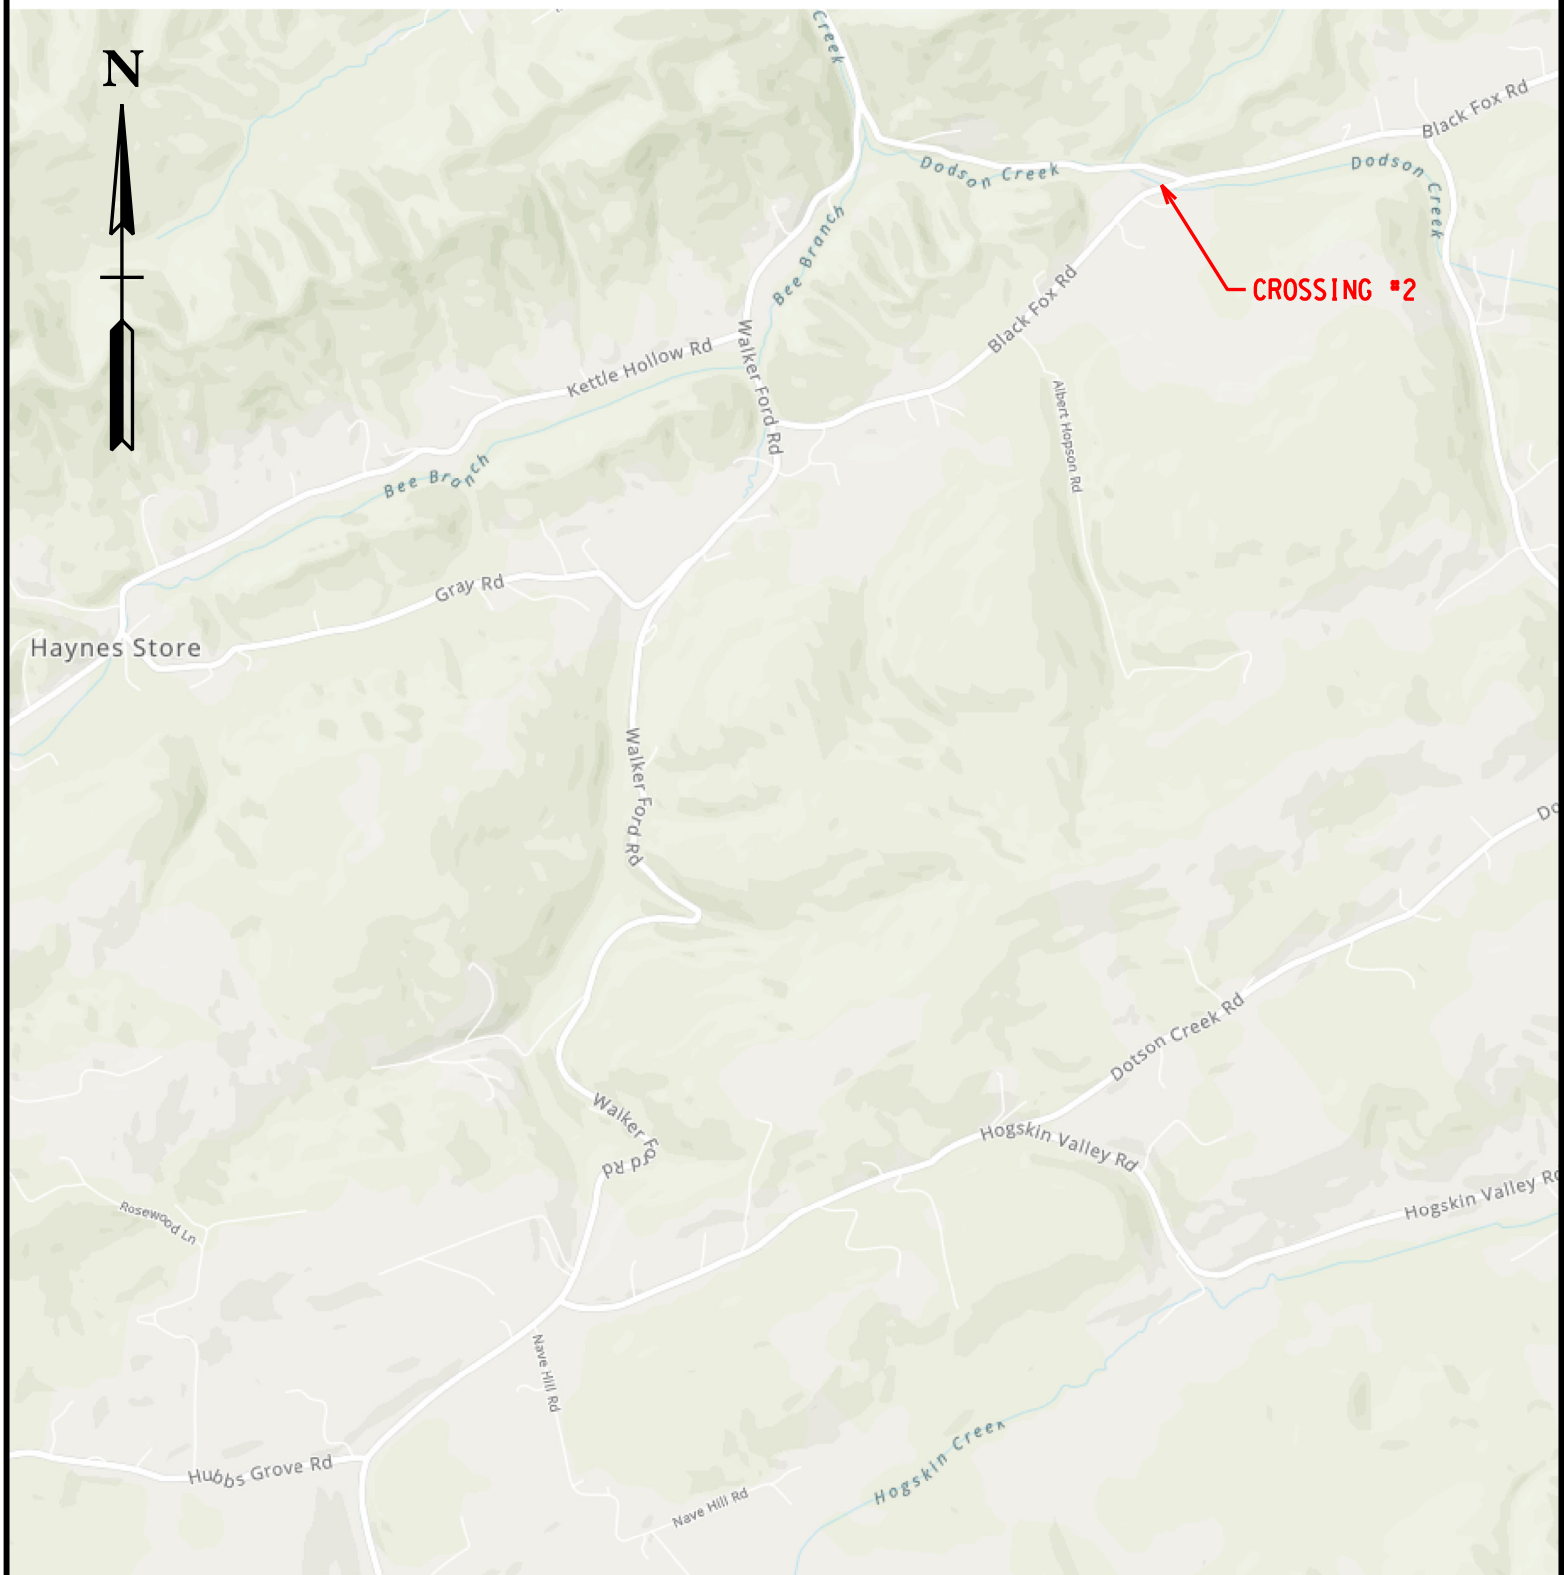 N
Creek
Black Fox Rd
Dodson Creek
Dodson Creek
Bee Branch
CROSSING #2
Black Fox Rd
Walker Ford Rd
Kettle Hollow Rd
Albert Hopson Rd
Bee Branch
Gray Rd
Haynes Store
Walker Ford Rd
Do
Dotson Creek Rd
Walker Ford Rd
Hogskin Valley Rd
Hogskin Valley Rd
Rosewood Ln
Nave Hill Rd
Hogskin Creek
Hubbs Grove Rd
Nave Hill Rd